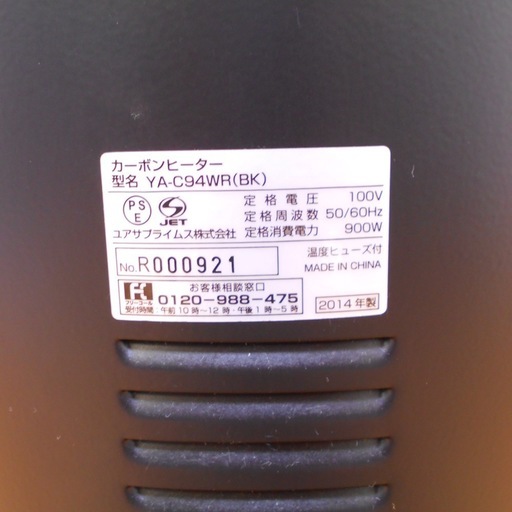 カーボンヒーター
型名 YA-C94WR(BK)
PS E JET 定格電圧 100V
定格周波数 50/60Hz
ユアサプライムス株式会社 定格消費電力 900W
No.R000921 温度ヒューズ付
MADE IN CHINA
お客様相談窓口
フリーコール 0120-988-475 2014年製
受付時間:午前10時～12時・午後1時～5時